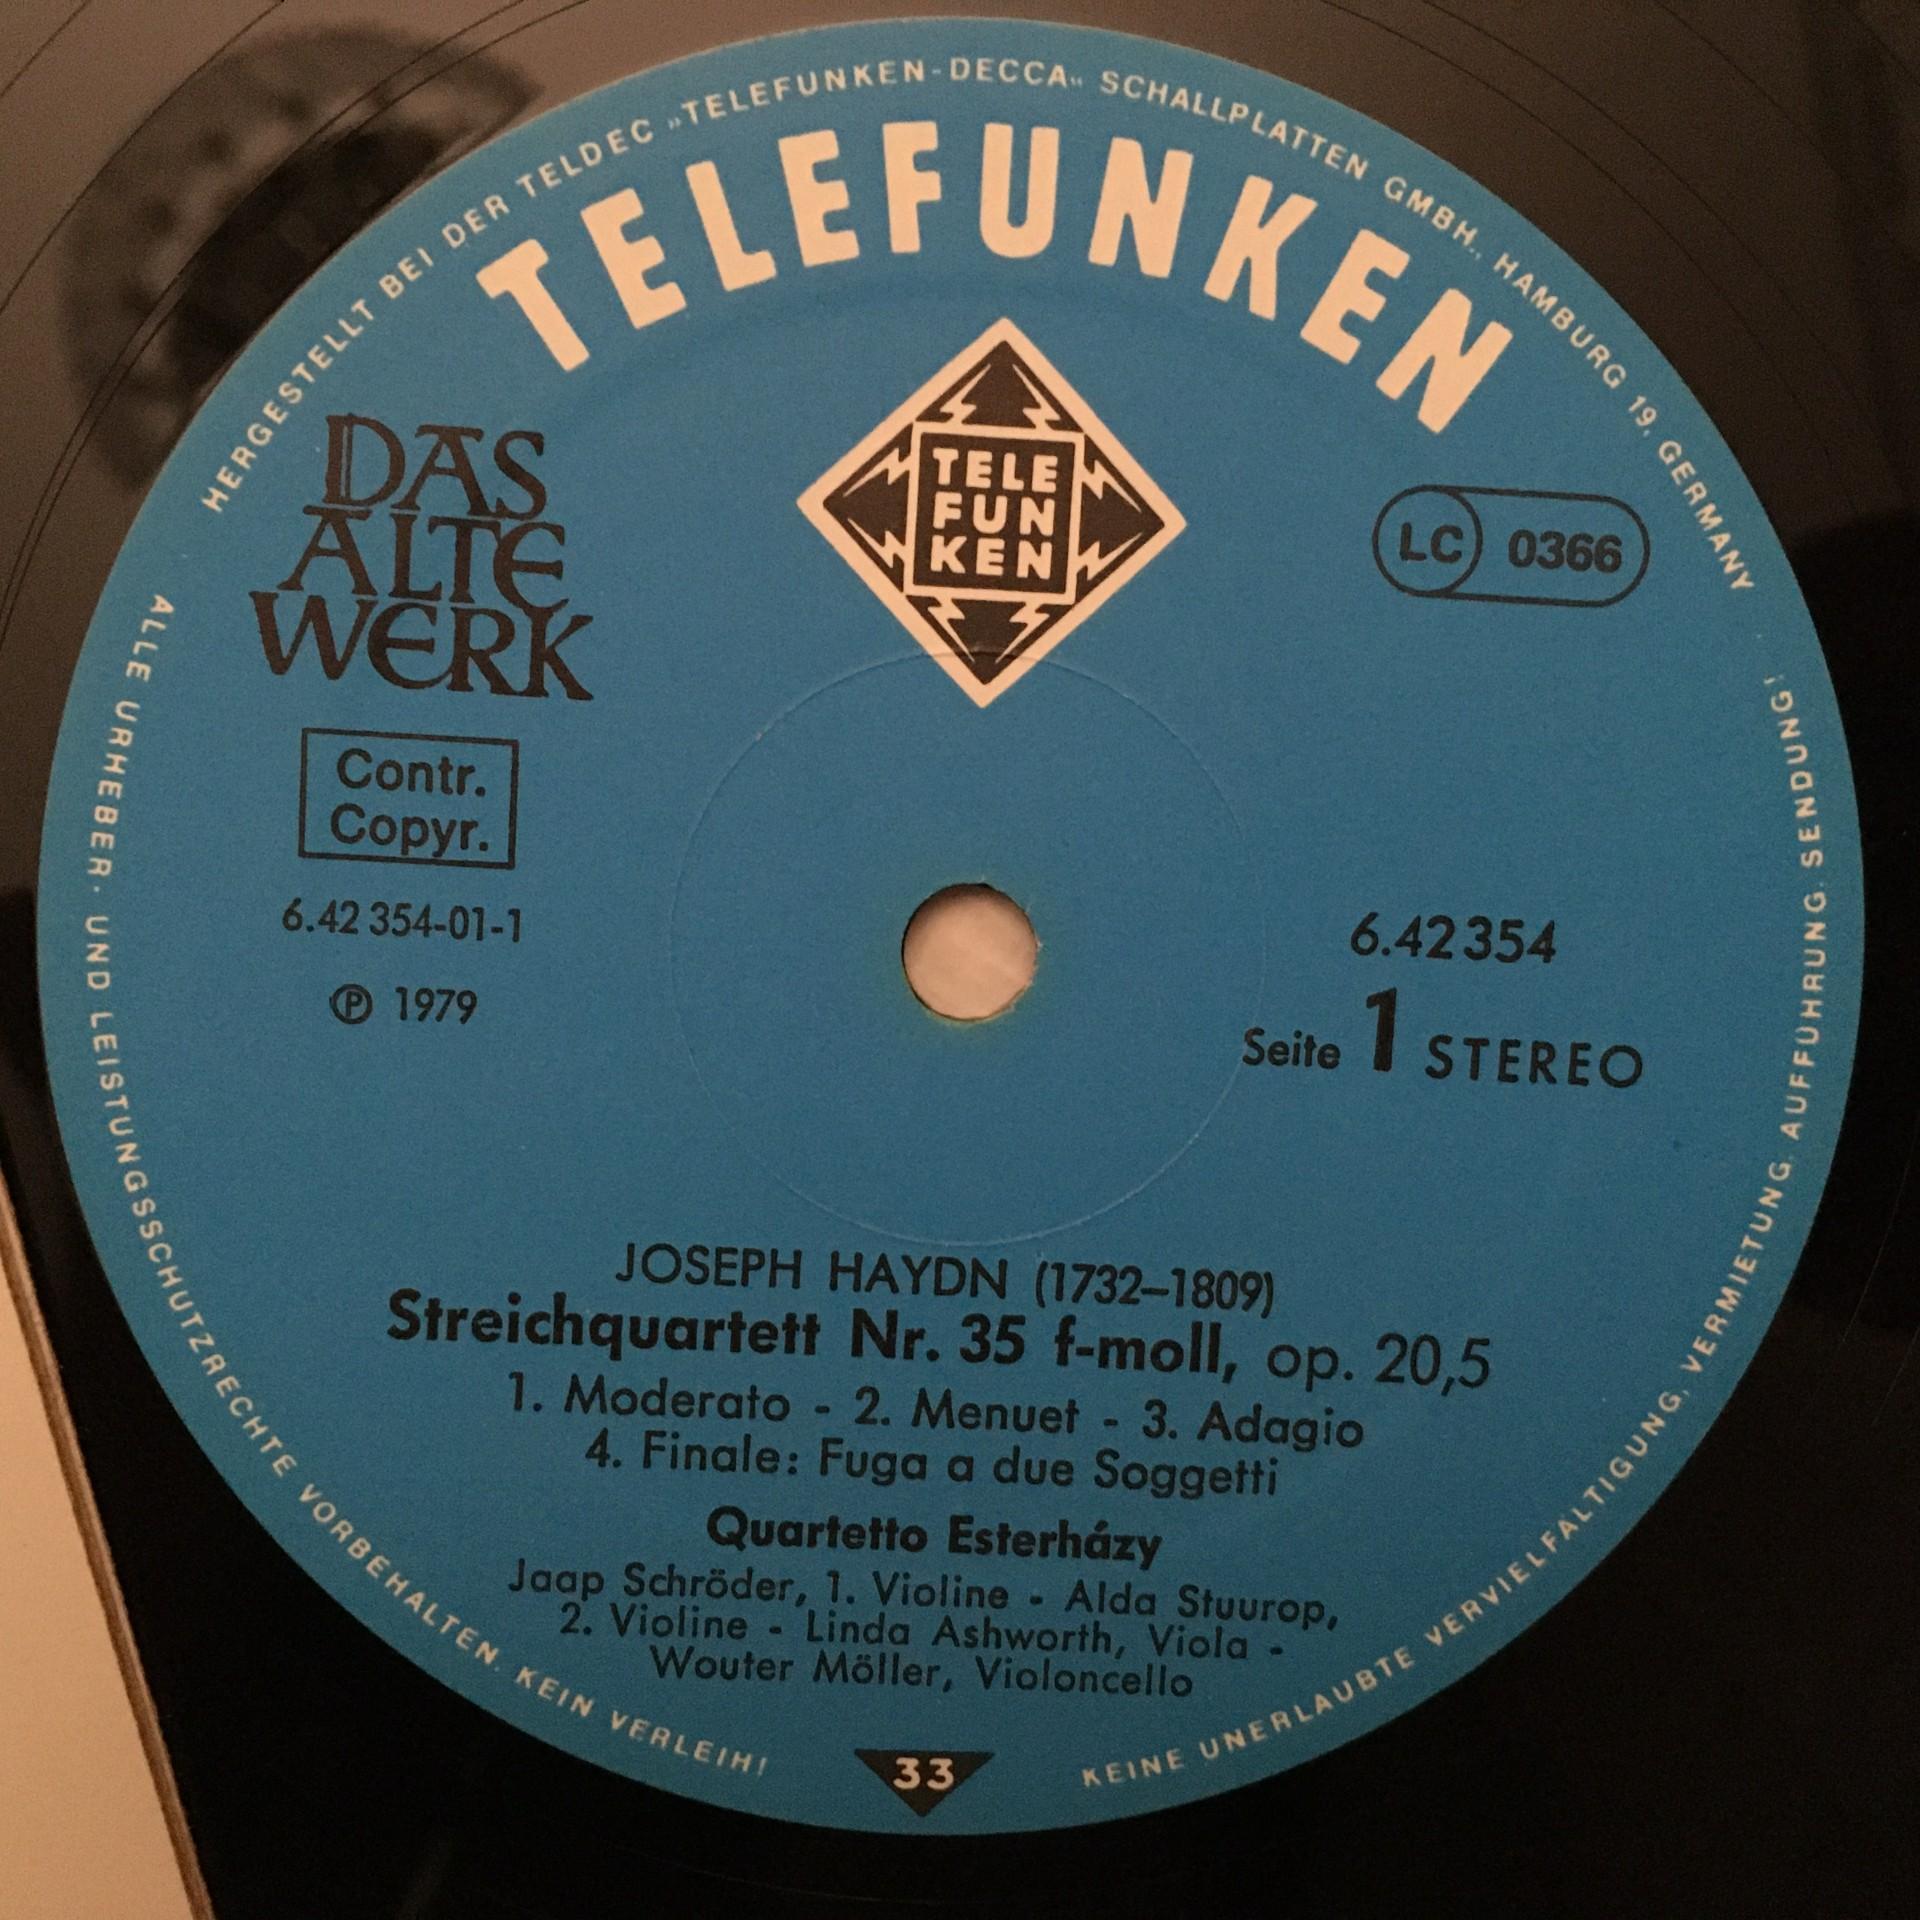 HERGESTELLT BEI DER TELDEC »TELEFUNKEN-DECCA« SCHALLPLATTEN GMBH., HAMBURG 19, GERMANY
TELEFUNKEN
TELE
FUN
KEN
DAS
ALTE
WERK
LC 0366
Contr.
Copyr.
6.42 354-01-1
℗ 1979
6.42354
Seite 1 STEREO
JOSEPH HAYDN (1732–1809)
Streichquartett Nr. 35 f-moll, op. 20,5
1. Moderato - 2. Menuet - 3. Adagio
4. Finale: Fuga a due Soggetti
Quartetto Esterházy
Jaap Schröder, 1. Violine - Alda Stuurop,
2. Violine - Linda Ashworth, Viola -
Wouter Möller, Violoncello
33
ALLE URHEBER- UND LEISTUNGSSCHUTZRECHTE VORBEHALTEN. KEIN VERLEIH!
KEINE UNERLAUBTE VERVIELFÄLTIGUNG, VERMIETUNG, AUFFÜHRUNG, SENDUNG!